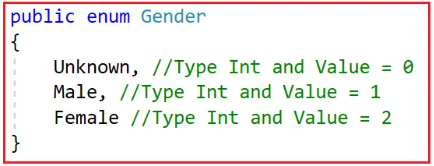 public enum Gender
{
Unknown, //Type Int and Value = 0
Male, //Type Int and Value = 1
Female //Type Int and Value = 2
}